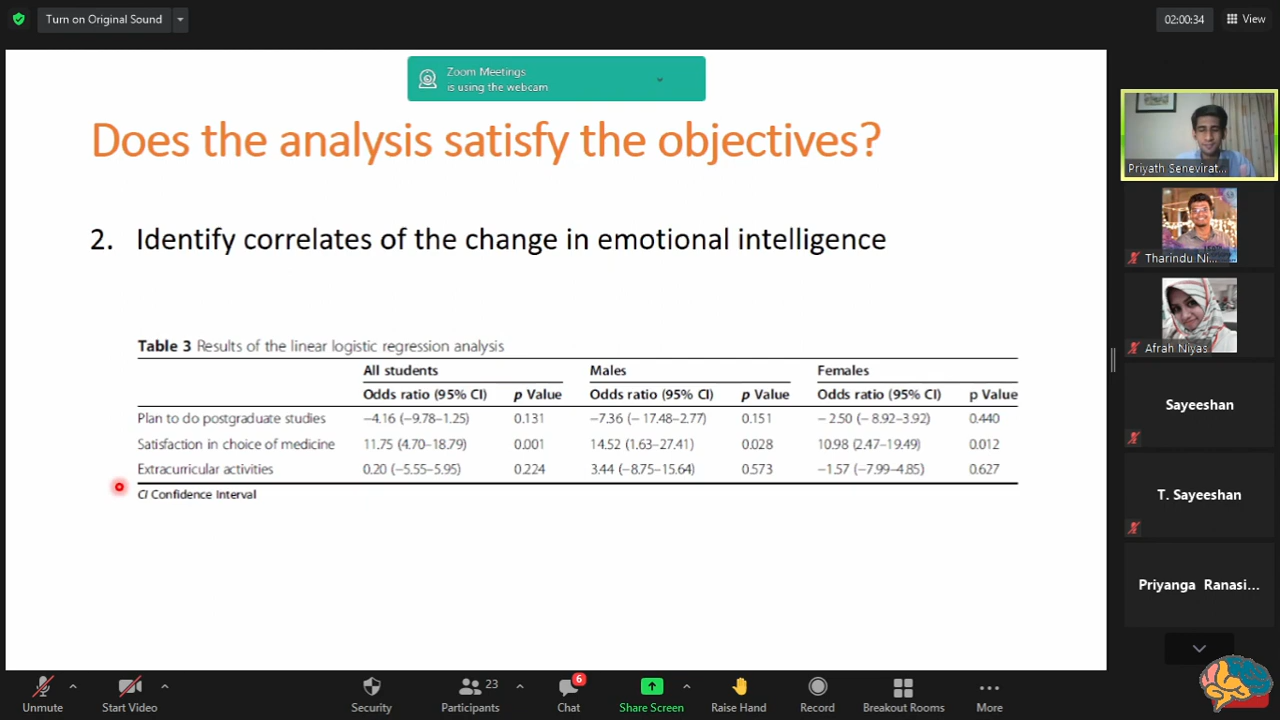 Turn on Original Sound
02:00:34
View
Zoom Meetings
is using the webcam
Does the analysis satisfy the objectives?
2. Identify correlates of the change in emotional intelligence
Table 3 Results of the linear logistic regression analysis
All students Males Females
Odds ratio (95% CI) p Value Odds ratio (95% CI) p Value Odds ratio (95% CI) p Value
Plan to do postgraduate studies −4.16 (−9.78–1.25) 0.131 −7.36 (− 17.48–2.77) 0.151 − 2.50 (− 8.92–3.92) 0.440
Satisfaction in choice of medicine 11.75 (4.70–18.79) 0.001 14.52 (1.63–27.41) 0.028 10.98 (2.47–19.49) 0.012
Extracurricular activities 0.20 (−5.55–5.95) 0.224 3.44 (−8.75–15.64) 0.573 −1.57 (−7.99–4.85) 0.627
CI Confidence Interval
Priyath Senevirat...
Tharindu Ni...
Afrah Niyas
Sayeeshan
T. Sayeeshan
Priyanga Ranasi...
Unmute
Start Video
Security
Participants
23
Chat
6
Share Screen
Raise Hand
Record
Breakout Rooms
More